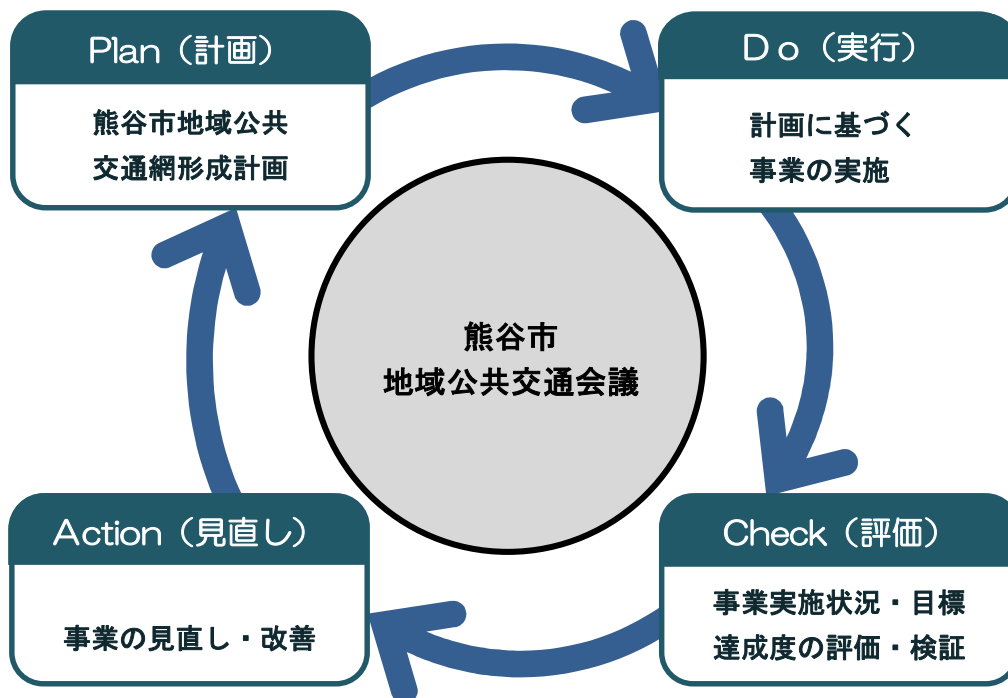 Plan（計画）
熊谷市地域公共
交通網形成計画
Do（実行）
計画に基づく
事業の実施
熊谷市
地域公共交通会議
Action（見直し）
事業の見直し・改善
Check（評価）
事業実施状況・目標
達成度の評価・検証